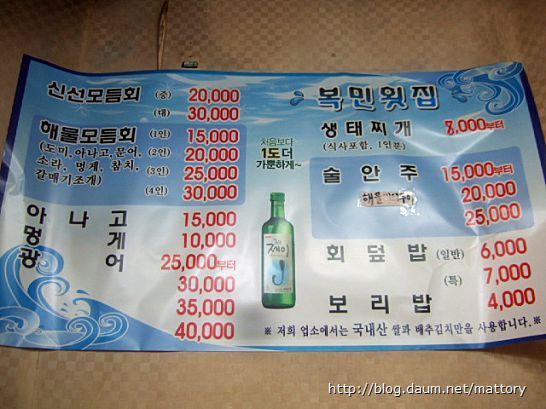 신선모듬회 (중) 20,000
(대) 30,000
해물모듬회 (1인) 15,000
(도미, 아나고, 문어, (2인) 20,000
소라, 멍게, 참치, (3인) 25,000
갈매기조개) (4인) 30,000
아나고 15,000
멍게 10,000
광어 25,000부터
30,000
35,000
40,000
처음보다
1도 더
가뿐하게~
복민횟집
생태찌개 8,000부터
(식사포함, 1인분)
술안주 15,000부터
20,000
25,000
회덮밥 (일반) 6,000
(특) 7,000
보리밥 4,000
※ 저희 업소에서는 국내산 쌀과 배추김치만을 사용합니다. ※
http://blog.daum.net/mattory